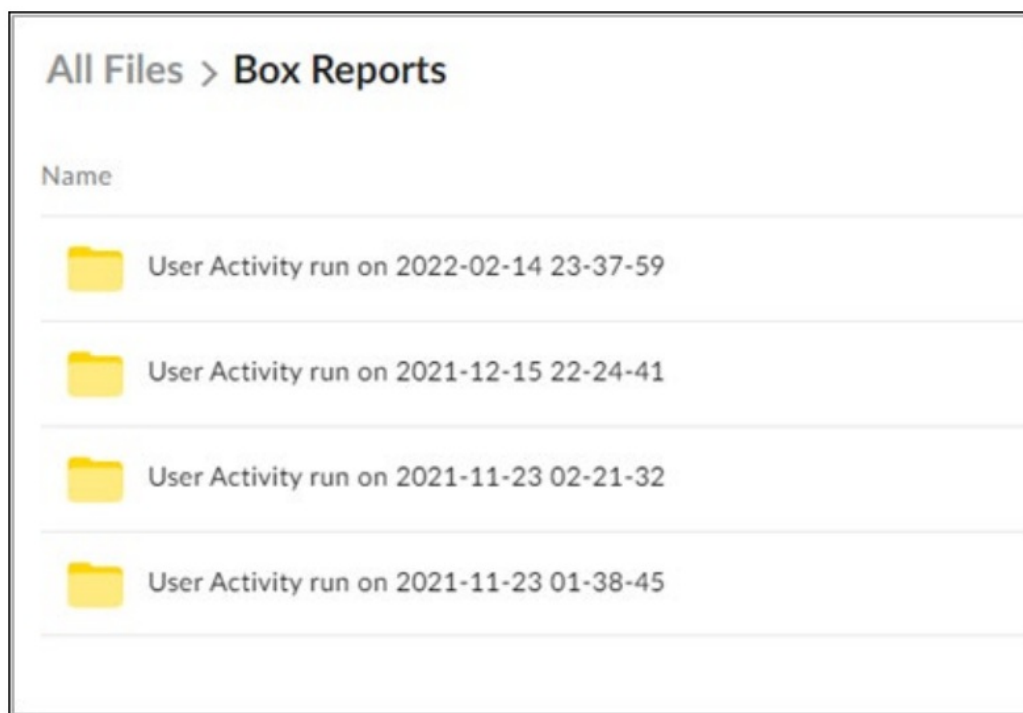 All Files > Box Reports
Name
User Activity run on 2022-02-14 23-37-59
User Activity run on 2021-12-15 22-24-41
User Activity run on 2021-11-23 02-21-32
User Activity run on 2021-11-23 01-38-45